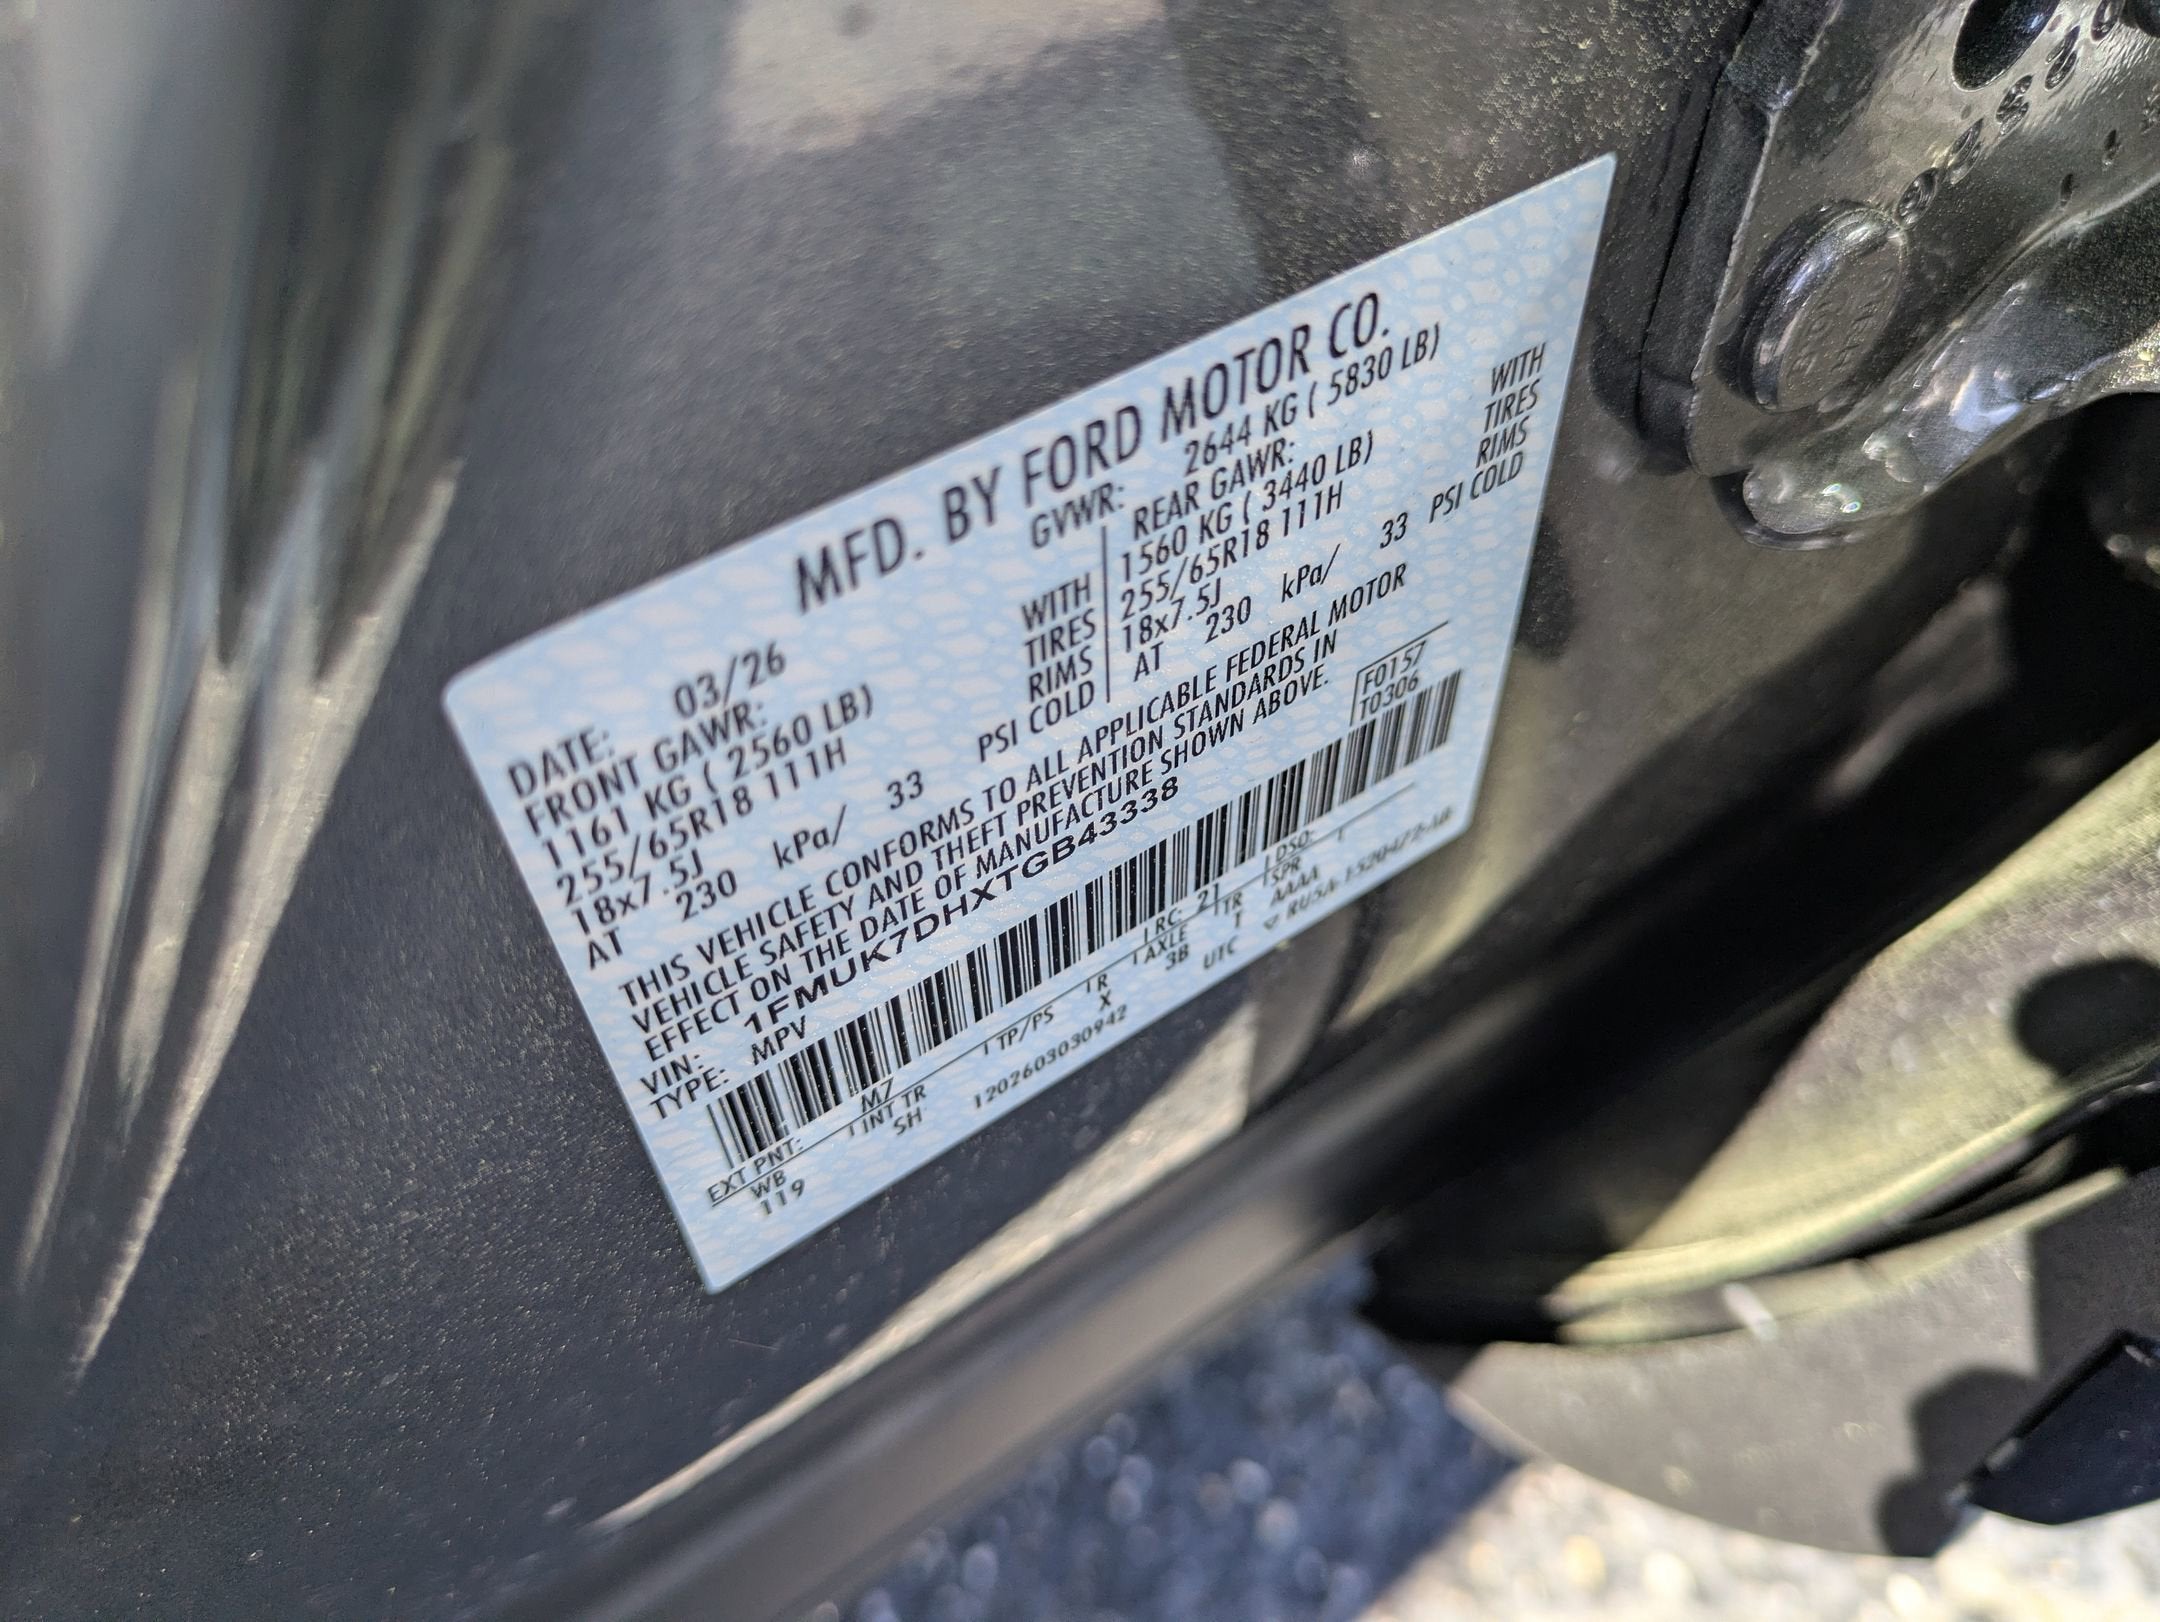 MFD. BY FORD MOTOR CO.
DATE: 03/26 GVWR: 2644 KG ( 5830 LB)
FRONT GAWR: REAR GAWR:
1161 KG ( 2560 LB) WITH 1560 KG ( 3440 LB) WITH
255/65R18 111H TIRES 255/65R18 111H TIRES
18x7.5J RIMS 18x7.5J RIMS
AT 230 kPa/ 33 PSI COLD AT 230 kPa/ 33 PSI COLD
THIS VEHICLE CONFORMS TO ALL APPLICABLE FEDERAL MOTOR
VEHICLE SAFETY AND THEFT PREVENTION STANDARDS IN
EFFECT ON THE DATE OF MANUFACTURE SHOWN ABOVE.
VIN: 1FMUK7DHXTGB43338 F0157
TYPE: MPV T0306
EXT PNT: M7 RC: 21 DSO:
WB INT TR TP/PS R AXLE TR SPR
119 SH X 3B T AAAA
1202603030942 UTC